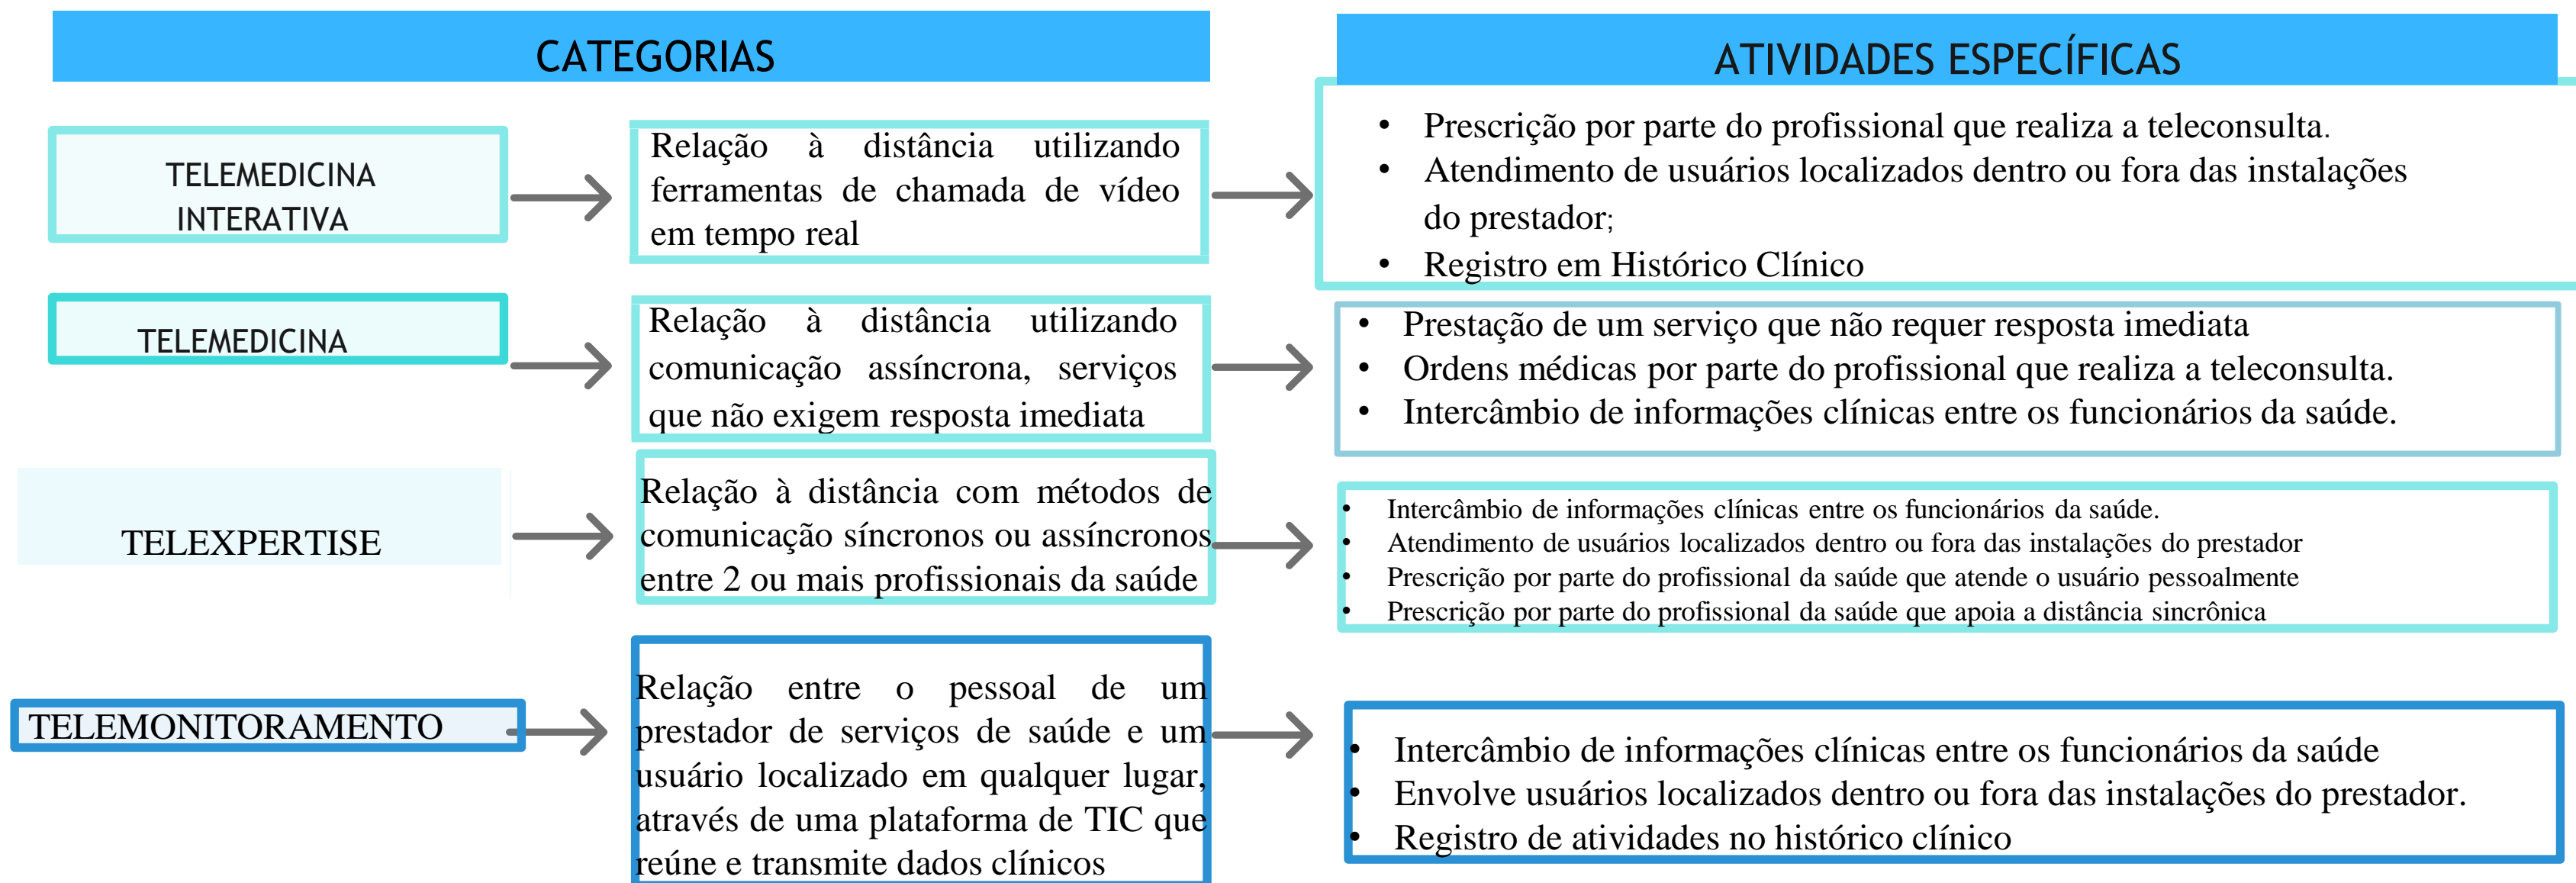 CATEGORIAS
ATIVIDADES ESPECÍFICAS
TELEMEDICINA
INTERATIVA
Relação à distância utilizando
ferramentas de chamada de vídeo
em tempo real
• Prescrição por parte do profissional que realiza a teleconsulta.
• Atendimento de usuários localizados dentro ou fora das instalações
do prestador;
• Registro em Histórico Clínico
TELEMEDICINA
Relação à distância utilizando
comunicação assíncrona, serviços
que não exigem resposta imediata
• Prestação de um serviço que não requer resposta imediata
• Ordens médicas por parte do profissional que realiza a teleconsulta.
• Intercâmbio de informações clínicas entre os funcionários da saúde.
TELEXPERTISE
Relação à distância com métodos de
comunicação síncronos ou assíncronos
entre 2 ou mais profissionais da saúde
• Intercâmbio de informações clínicas entre os funcionários da saúde.
• Atendimento de usuários localizados dentro ou fora das instalações do prestador
• Prescrição por parte do profissional da saúde que atende o usuário pessoalmente
• Prescrição por parte do profissional da saúde que apoia a distância sincrônica
TELEMONITORAMENTO
Relação entre o pessoal de um
prestador de serviços de saúde e um
usuário localizado em qualquer lugar,
através de uma plataforma de TIC que
reúne e transmite dados clínicos
• Intercâmbio de informações clínicas entre os funcionários da saúde
• Envolve usuários localizados dentro ou fora das instalações do prestador.
• Registro de atividades no histórico clínico